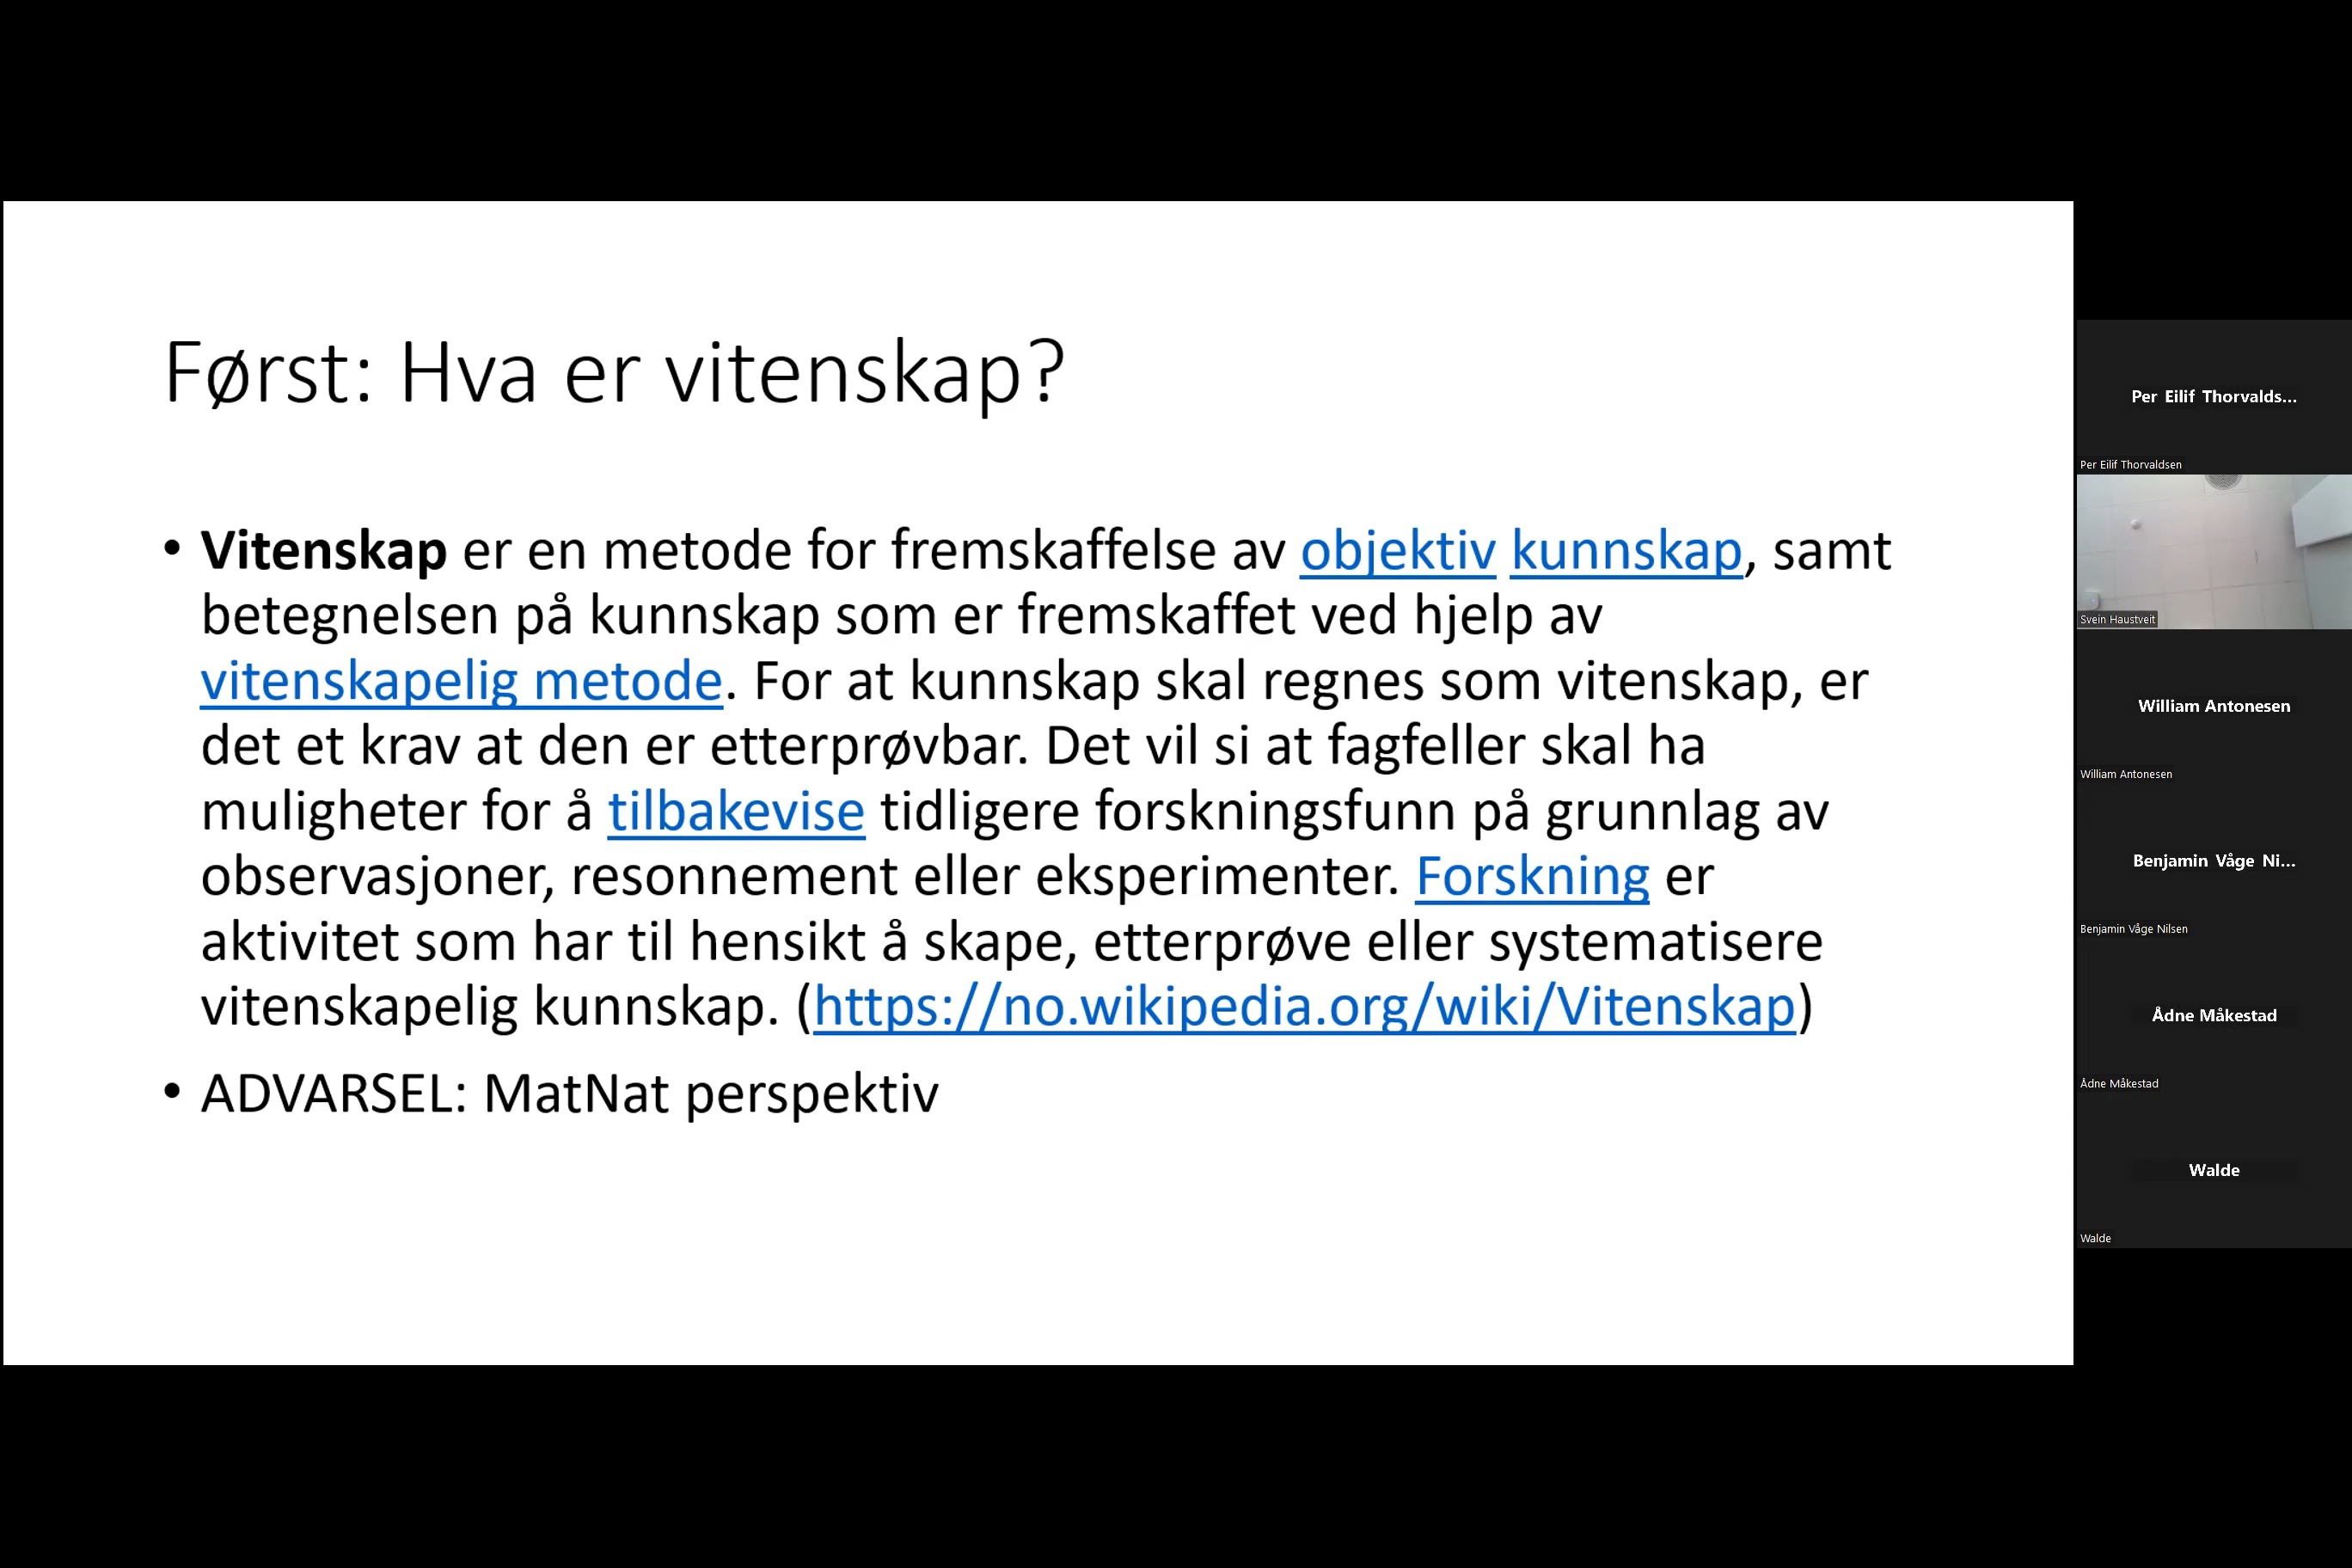 Først: Hva er vitenskap?
• Vitenskap er en metode for fremskaffelse av objektiv kunnskap, samt
betegnelsen på kunnskap som er fremskaffet ved hjelp av
vitenskapelig metode. For at kunnskap skal regnes som vitenskap, er
det et krav at den er etterprøvbar. Det vil si at fagfeller skal ha
muligheter for å tilbakevise tidligere forskningsfunn på grunnlag av
observasjoner, resonnement eller eksperimenter. Forskning er
aktivitet som har til hensikt å skape, etterprøve eller systematisere
vitenskapelig kunnskap. (https://no.wikipedia.org/wiki/Vitenskap)
• ADVARSEL: MatNat perspektiv
Per Eilif Thorvalds...
Per Eilif Thorvaldsen
Svein Haustveit
William Antonesen
William Antonesen
Benjamin Våge Ni...
Benjamin Våge Nilsen
Ådne Måkestad
Ådne Måkestad
Walde
Walde